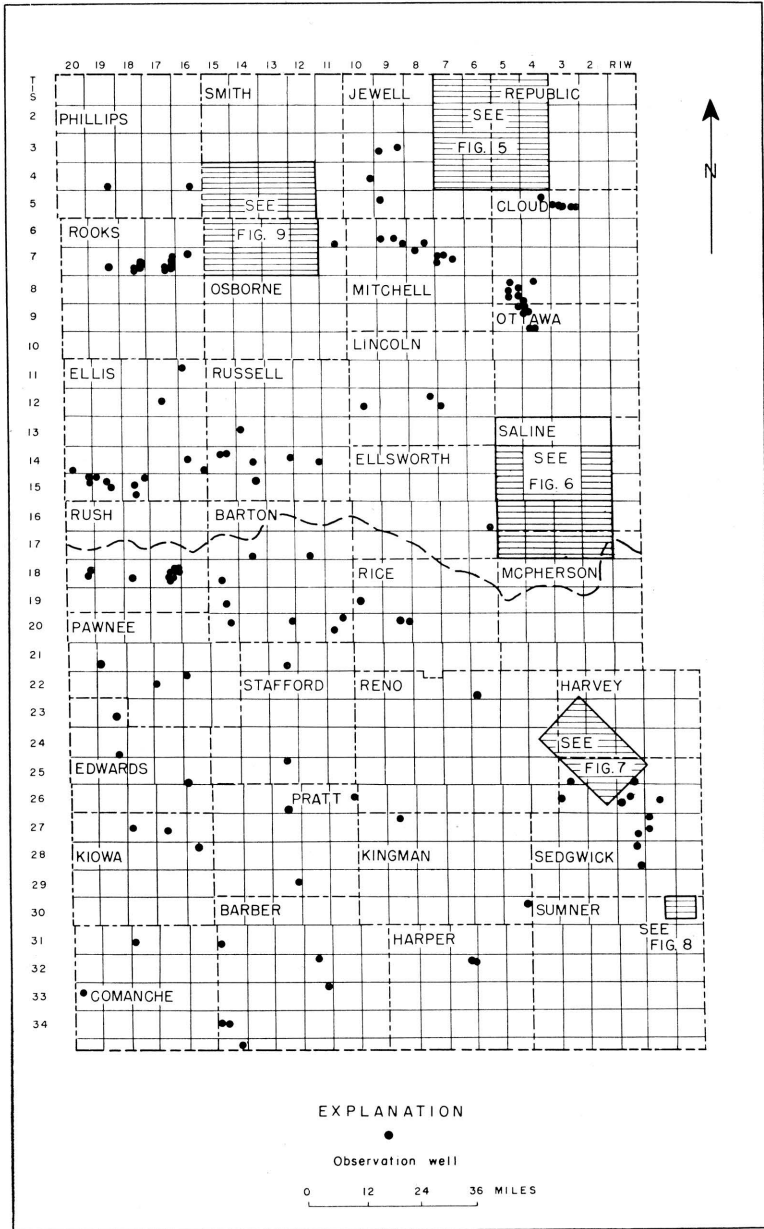 20 19 18 17 16 15 14 13 12 11 10 9 8 7 6 5 4 3 2 R1W
T
1
S
SMITH JEWELL REPUBLIC
2
PHILLIPS SEE
3 FIG. 5
4
5 SEE CLOUD
6
ROOKS FIG. 9
7
8 OSBORNE MITCHELL
9 OTTAWA
10 LINCOLN
11 ELLIS RUSSELL
12
13 SALINE
14 ELLSWORTH SEE
15 FIG. 6
16 RUSH BARTON
17
18 RICE MCPHERSON
19
20 PAWNEE
21
22 STAFFORD RENO HARVEY
23
24 SEE
25 EDWARDS FIG. 7
26 PRATT
27
28 KIOWA KINGMAN SEDGWICK
29
30 BARBER SUMNER
SEE
31 HARPER FIG. 8
32
33 COMANCHE
34
N
EXPLANATION
Observation well
0 12 24 36 MILES